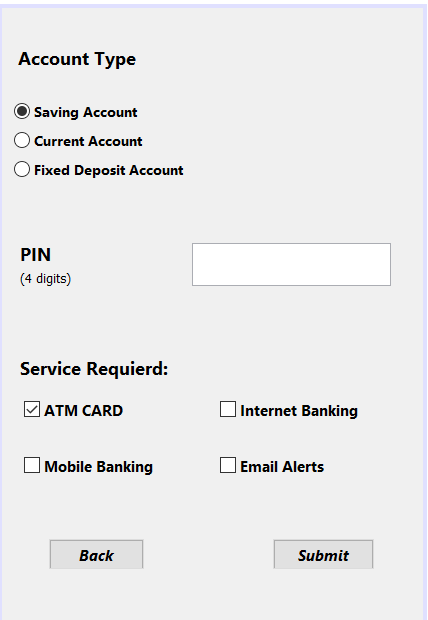 Account Type
Saving Account
Current Account
Fixed Deposit Account
PIN
(4 digits)
Service Requierd:
ATM CARD Internet Banking
Mobile Banking Email Alerts
Back Submit